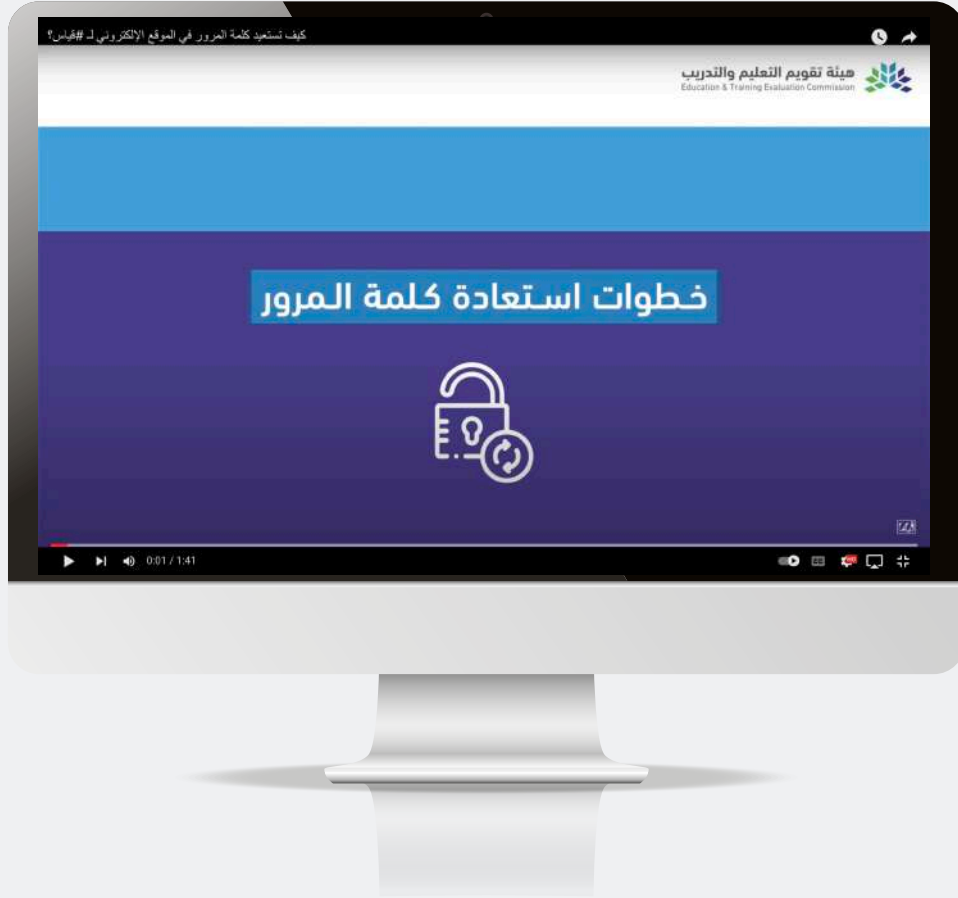 كيف تستعيد كلمة المرور في الموقع الإلكتروني لـ #قياس؟
هيئة تقويم التعليم والتدريب
Education & Training Evaluation Commission
خطوات استعادة كلمة المرور
0:01 / 1:41